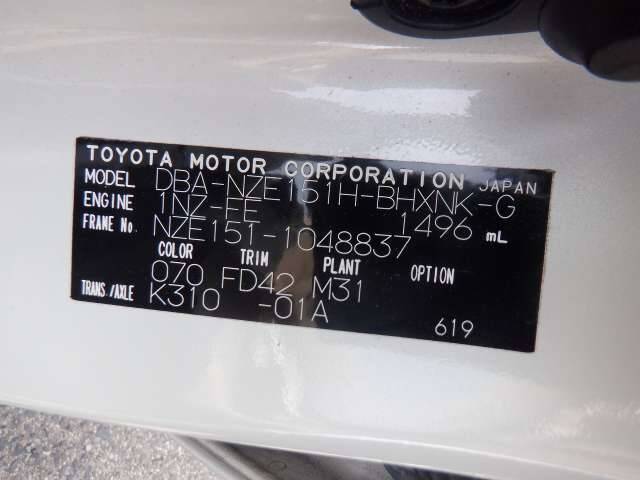 TOYOTA MOTOR CORPORATION JAPAN
MODEL DBA-NZE151H-BHXNK-G
ENGINE 1NZ-FE 1496 mL
FRAME No. NZE151-1048837
COLOR TRIM PLANT OPTION
070 FD42 M31
TRANS/AXLE K310 -01A
619